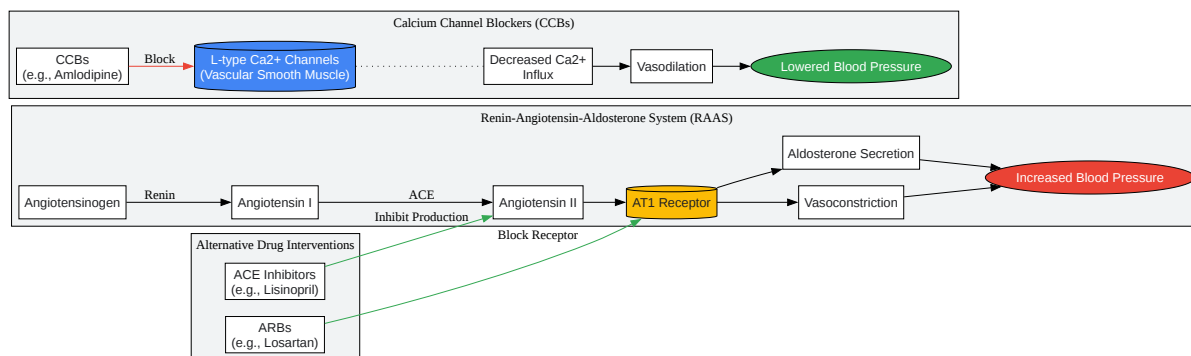 Calcium Channel Blockers (CCBs)
CCBs
(e.g., Amlodipine)
Block
L-type Ca2+ Channels
(Vascular Smooth Muscle)
Decreased Ca2+
Influx
Vasodilation
Lowered Blood Pressure
Renin-Angiotensin-Aldosterone System (RAAS)
Angiotensinogen
Renin
Angiotensin I
ACE
Angiotensin II
AT1 Receptor
Aldosterone Secretion
Vasoconstriction
Increased Blood Pressure
Inhibit Production
Block Receptor
Alternative Drug Interventions
ACE Inhibitors
(e.g., Lisinopril)
ARBs
(e.g., Losartan)